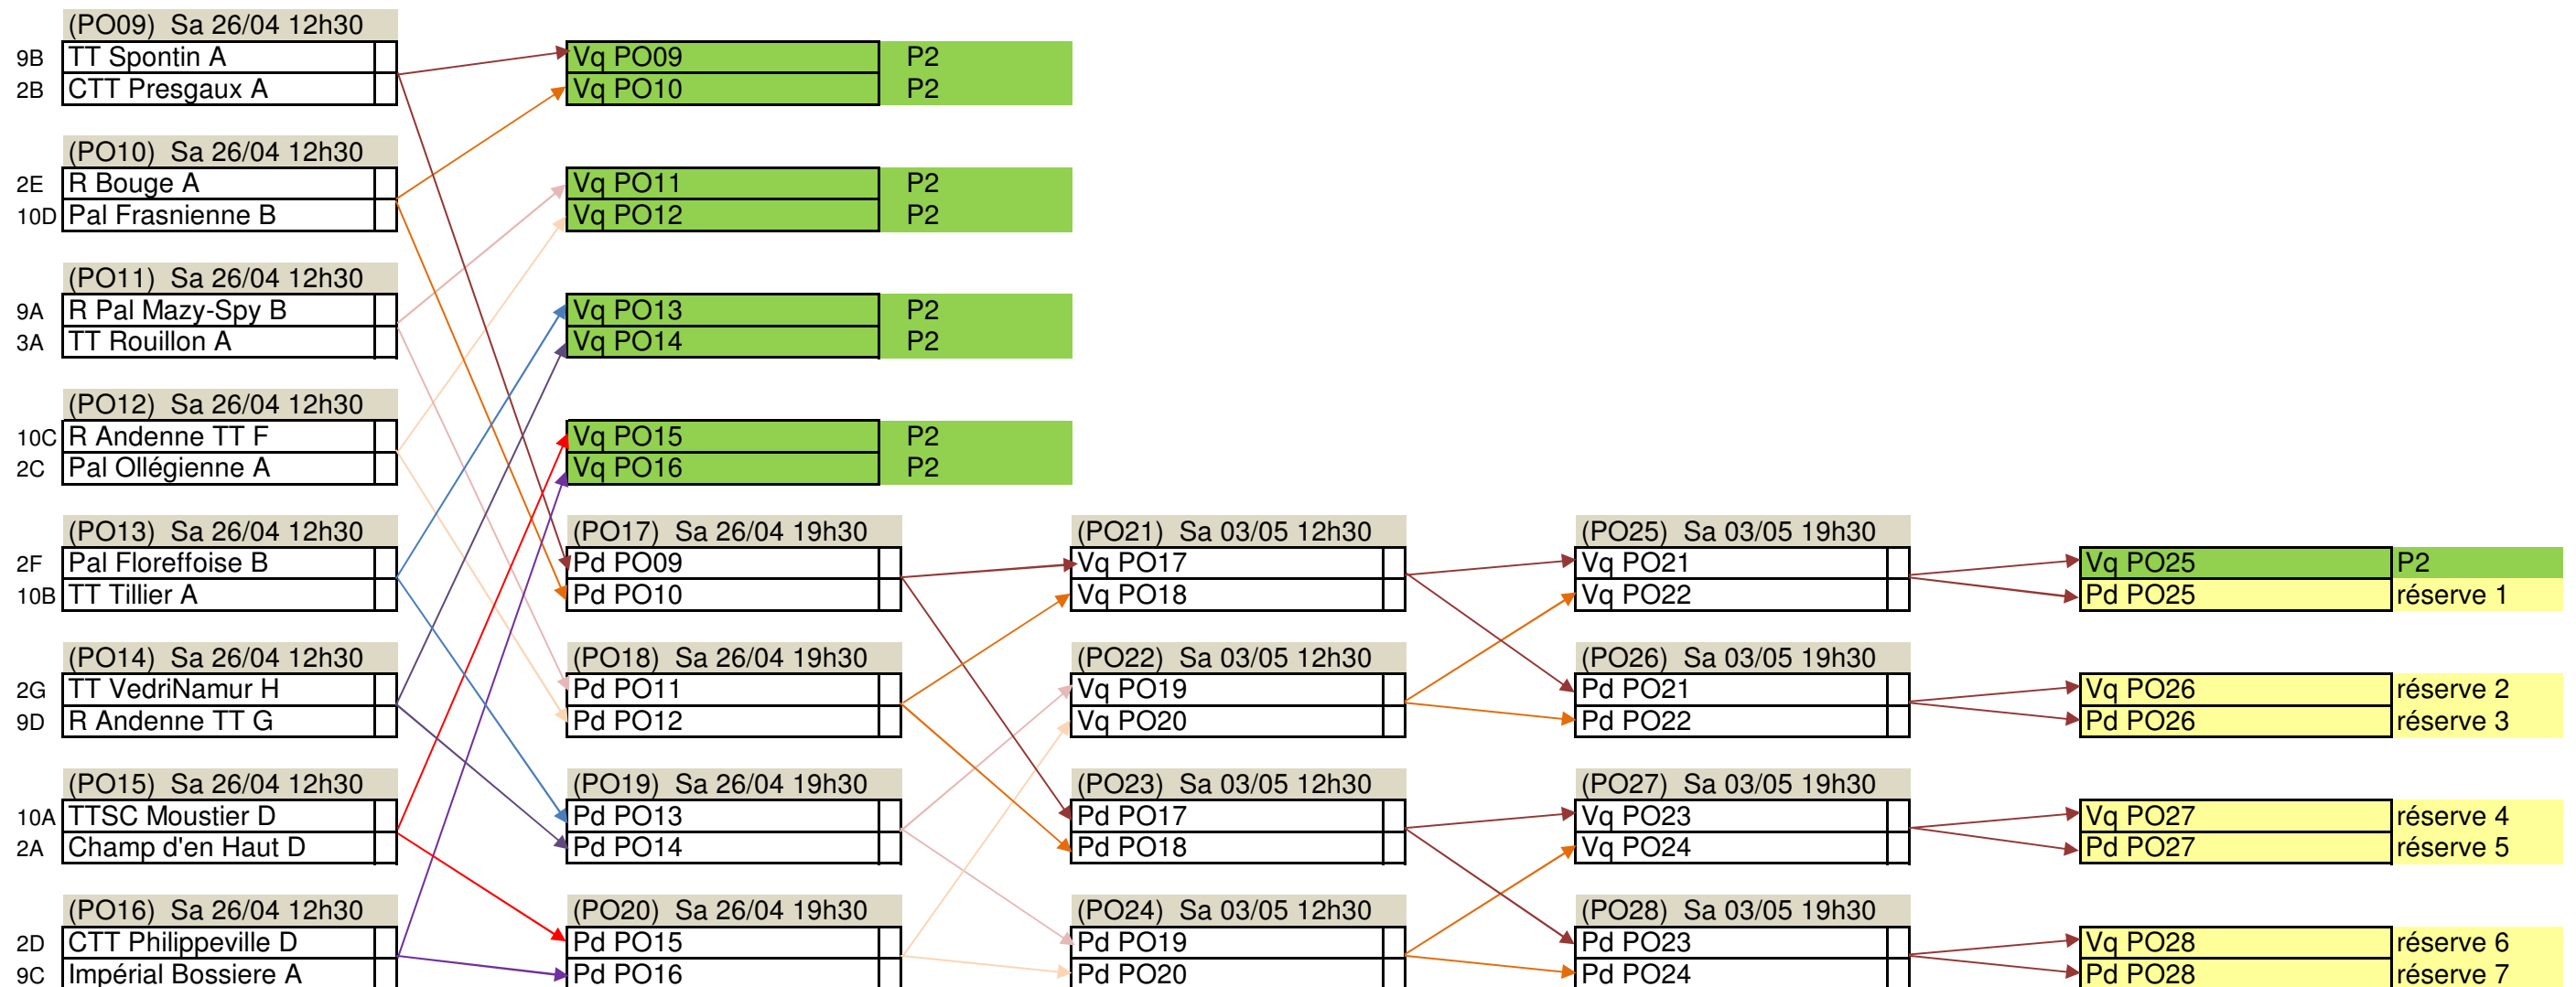 (PO09) Sa 26/04 12h30
9B TT Spontin A Vq PO09 P2
2B CTT Presgaux A Vq PO10 P2
(PO10) Sa 26/04 12h30
2E R Bouge A Vq PO11 P2
10D Pal Frasnienne B Vq PO12 P2
(PO11) Sa 26/04 12h30
9A R Pal Mazy-Spy B Vq PO13 P2
3A TT Rouillon A Vq PO14 P2
(PO12) Sa 26/04 12h30
10C R Andenne TT F Vq PO15 P2
2C Pal Ollégienne A Vq PO16 P2
(PO13) Sa 26/04 12h30 (PO17) Sa 26/04 19h30 (PO21) Sa 03/05 12h30 (PO25) Sa 03/05 19h30
2F Pal Floreffoise B Pd PO09 Vq PO17 Vq PO21 Vq PO25 P2
10B TT Tillier A Pd PO10 Vq PO18 Vq PO22 Pd PO25 réserve 1
(PO14) Sa 26/04 12h30 (PO18) Sa 26/04 19h30 (PO22) Sa 03/05 12h30 (PO26) Sa 03/05 19h30
2G TT VedriNamur H Pd PO11 Vq PO19 Pd PO21 Vq PO26 réserve 2
9D R Andenne TT G Pd PO12 Vq PO20 Pd PO22 Pd PO26 réserve 3
(PO15) Sa 26/04 12h30 (PO19) Sa 26/04 19h30 (PO23) Sa 03/05 12h30 (PO27) Sa 03/05 19h30
10A TTSC Moustier D Pd PO13 Pd PO17 Vq PO23 Vq PO27 réserve 4
2A Champ d'en Haut D Pd PO14 Pd PO18 Vq PO24 Pd PO27 réserve 5
(PO16) Sa 26/04 12h30 (PO20) Sa 26/04 19h30 (PO24) Sa 03/05 12h30 (PO28) Sa 03/05 19h30
2D CTT Philippeville D Pd PO15 Pd PO19 Pd PO23 Vq PO28 réserve 6
9C Impérial Bossiere A Pd PO16 Pd PO20 Pd PO24 Pd PO28 réserve 7